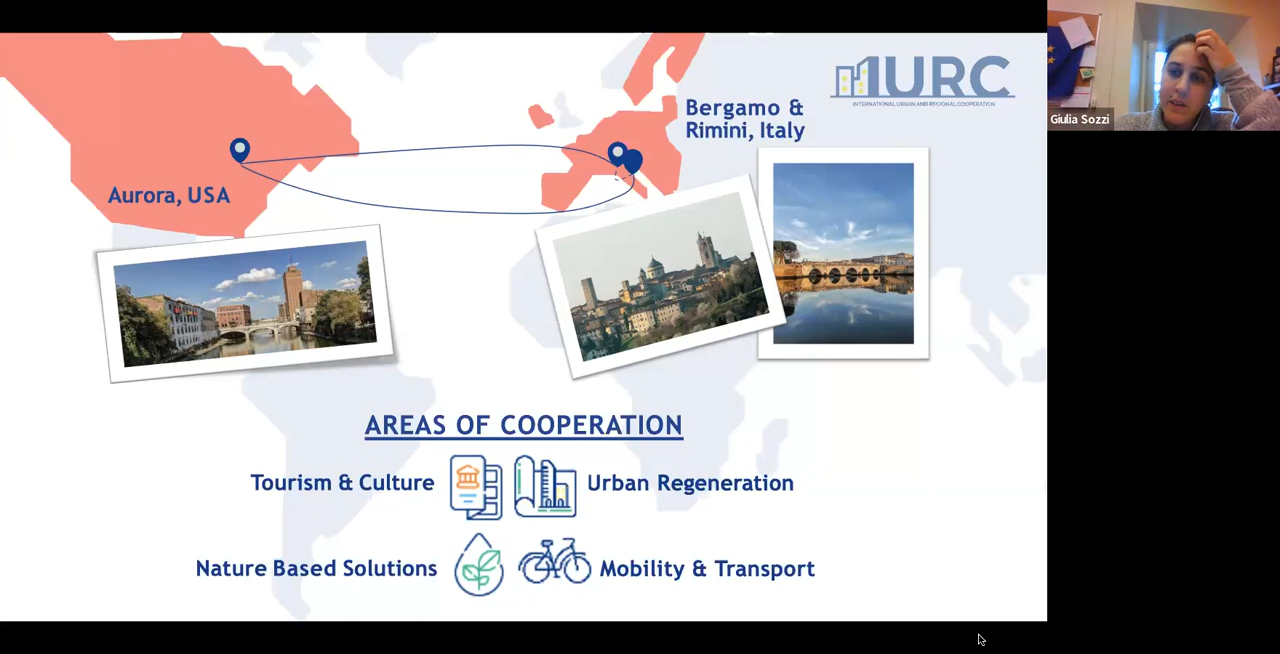 IURC
INTERNATIONAL URBAN AND REGIONAL COOPERATION
Giulia Sozzi
Bergamo &
Rimini, Italy
Aurora, USA
AREAS OF COOPERATION
Tourism & Culture
Urban Regeneration
Nature Based Solutions
Mobility & Transport